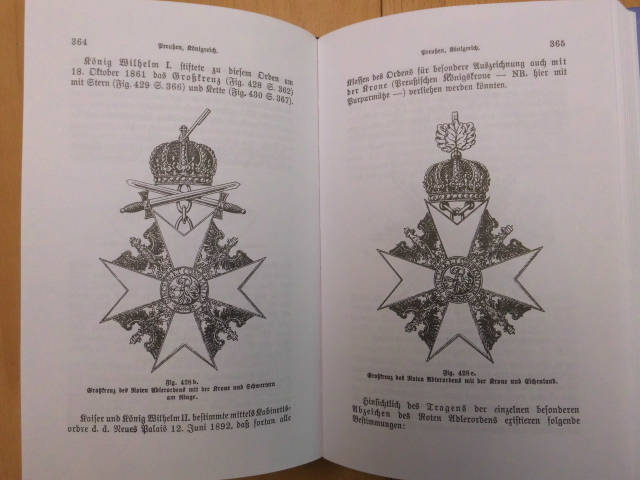 364
Preußen, Königreich.
König Wilhelm I. stiftete zu diesem Orden am
18. Oktober 1861 das Großkreuz (Fig. 428 S. 362)
mit Stern (Fig. 429 S. 366) und Kette (Fig. 430 S. 367).
Fig. 428 b.
Großkreuz des Roten Adlerordens mit der Krone und Schwertern
am Ringe.
Kaiser und König Wilhelm II. bestimmte mittels Kabinetts-
ordre d. d. Neues Palais 12. Juni 1892, daß fortan alle
Preußen, Königreich.
365
Klassen des Ordens für besondere Auszeichnung auch mit
der Krone (Preußischen Königskrone — NB. hier mit
Purpurmütze —) verliehen werden könnten.
Fig. 428 c.
Großkreuz des Roten Adlerordens mit der Krone und Eichenlaub.
Hinsichtlich des Tragens der einzelnen besonderen
Abzeichen des Roten Adlerordens existieren folgende
Bestimmungen: